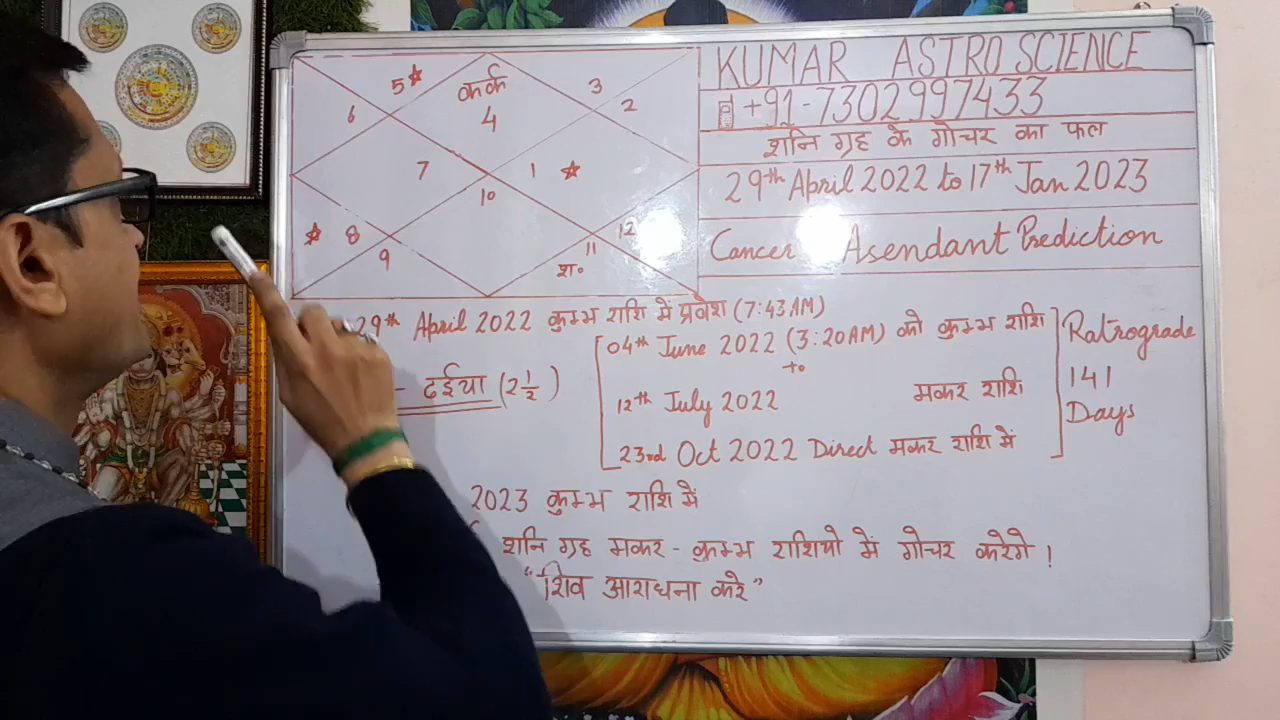 5 ☆ कर्क 3
6 4 2
7 1 ☆
10
☆ 8 12
9 11
श॰
KUMAR ASTRO SCIENCE
+91-7302997433
शनि ग्रह के गोचर का फल
29th April 2022 to 17th Jan 2023
Cancer Asendant Prediction
29th April 2022 कुम्भ राशि में प्रवेश (7:43 AM)
04th June 2022 (3:20AM) को कुम्भ राशि
to
- ढईया (2 1/2)
12th July 2022 मकर राशि
23rd Oct 2022 Direct मकर राशि में
Ratrograde
141
Days
2023 कुम्भ राशि में
शनि ग्रह मकर - कुम्भ राशियो में गोचर करेगे !
"शिव आराधना करे"